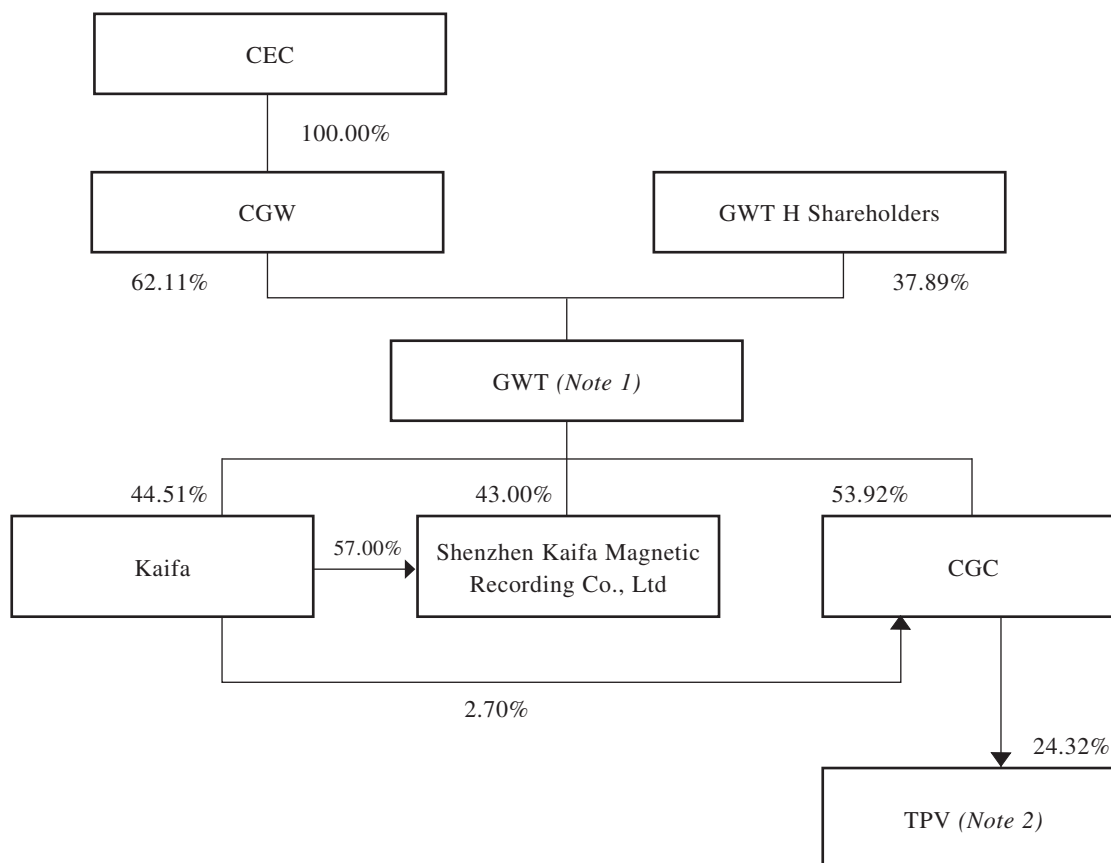 CEC
100.00%
CGW
GWT H Shareholders
62.11%
37.89%
GWT (Note 1)
44.51%
43.00%
53.92%
Kaifa
57.00%
Shenzhen Kaifa Magnetic
Recording Co., Ltd
CGC
2.70%
24.32%
TPV (Note 2)